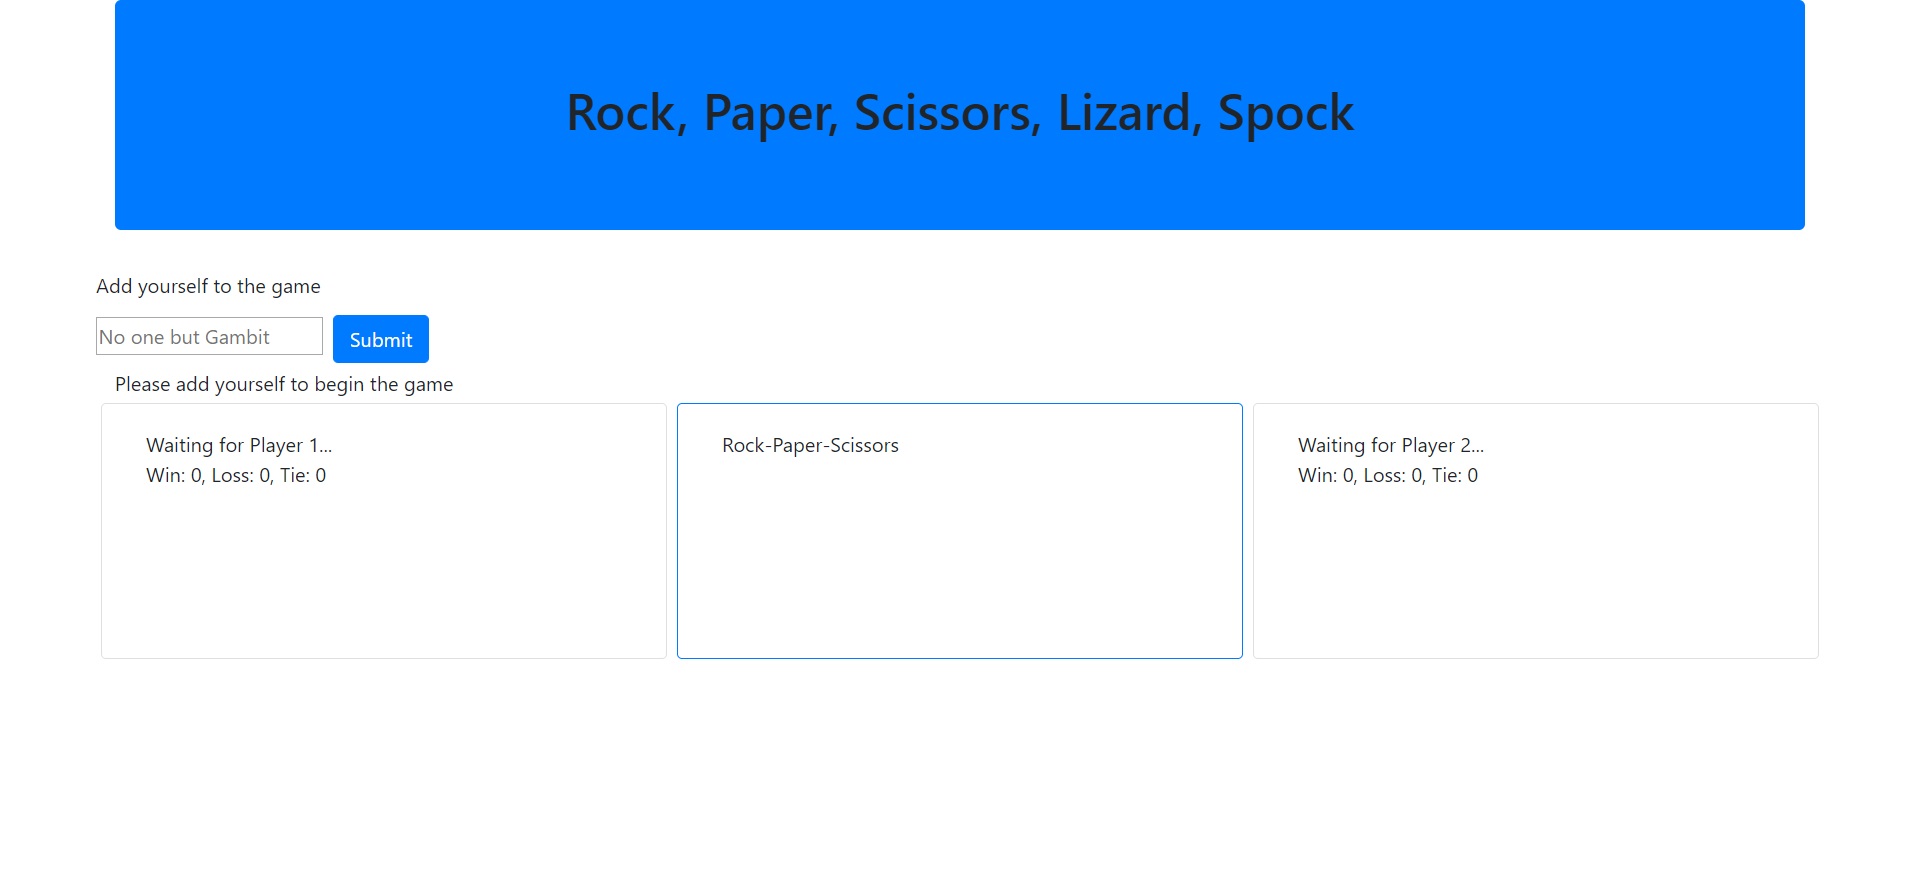 Rock, Paper, Scissors, Lizard, Spock
Add yourself to the game
No one but Gambit
Submit
Please add yourself to begin the game
Waiting for Player 1...
Win: 0, Loss: 0, Tie: 0
Rock-Paper-Scissors
Waiting for Player 2...
Win: 0, Loss: 0, Tie: 0